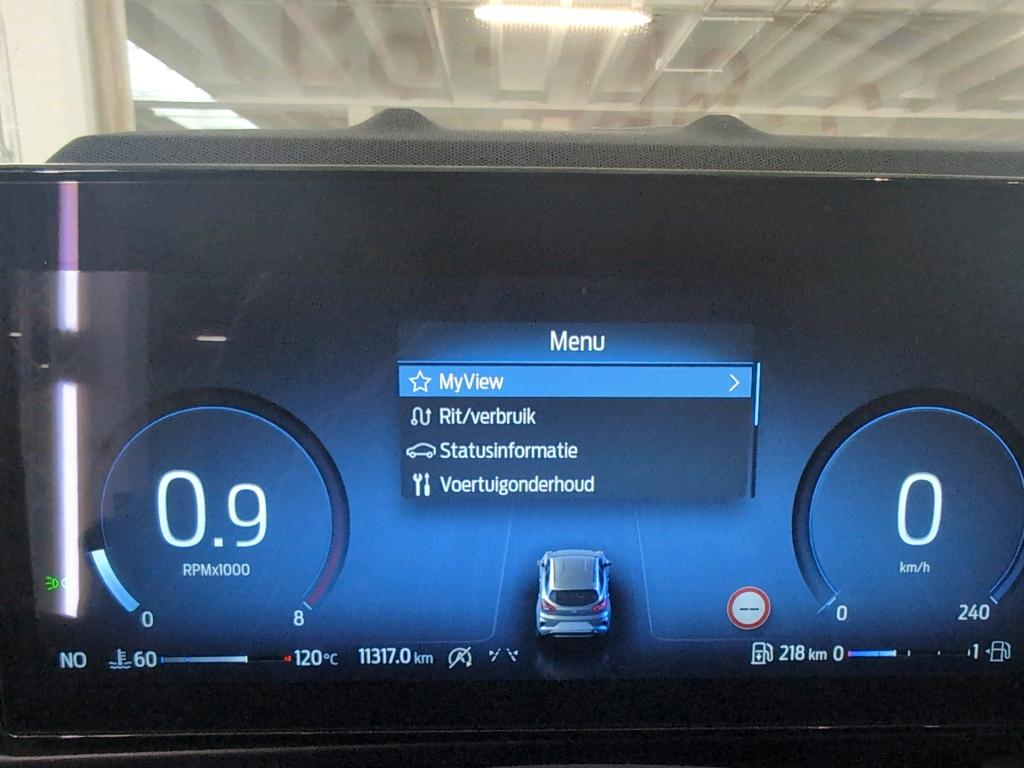 Menu
MyView
Rit/verbruik
Statusinformatie
Voertuigonderhoud
0.9
RPMx1000
0
8
0
km/h
0
240
--
NO
60
120°C
11317.0 km
218 km
0
1